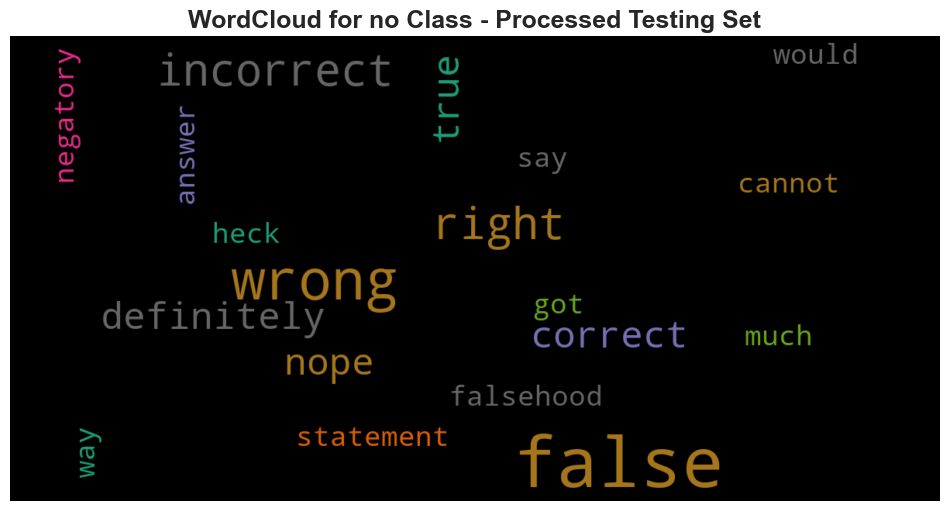 WordCloud for no Class - Processed Testing Set
negatory
incorrect
true
would
answer
say
cannot
heck
right
wrong
definitely
got
correct
much
nope
falsehood
way
statement
false